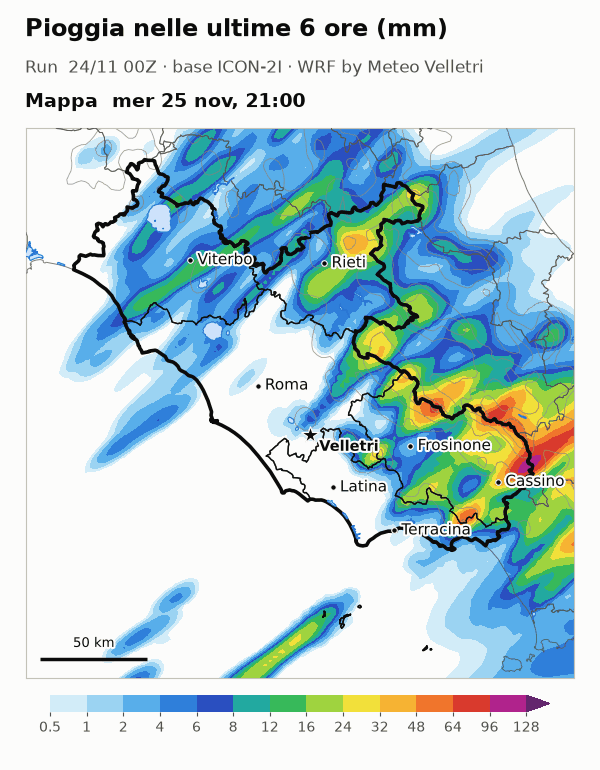 Pioggia nelle ultime 6 ore (mm)
Run 24/11 00Z · base ICON-2I · WRF by Meteo Velletri
Mappa mer 25 nov, 21:00
Viterbo
Rieti
Roma
Velletri
Frosinone
Latina
Cassino
Terracina
50 km
0.5 1 2 4 6 8 12 16 24 32 48 64 96 128